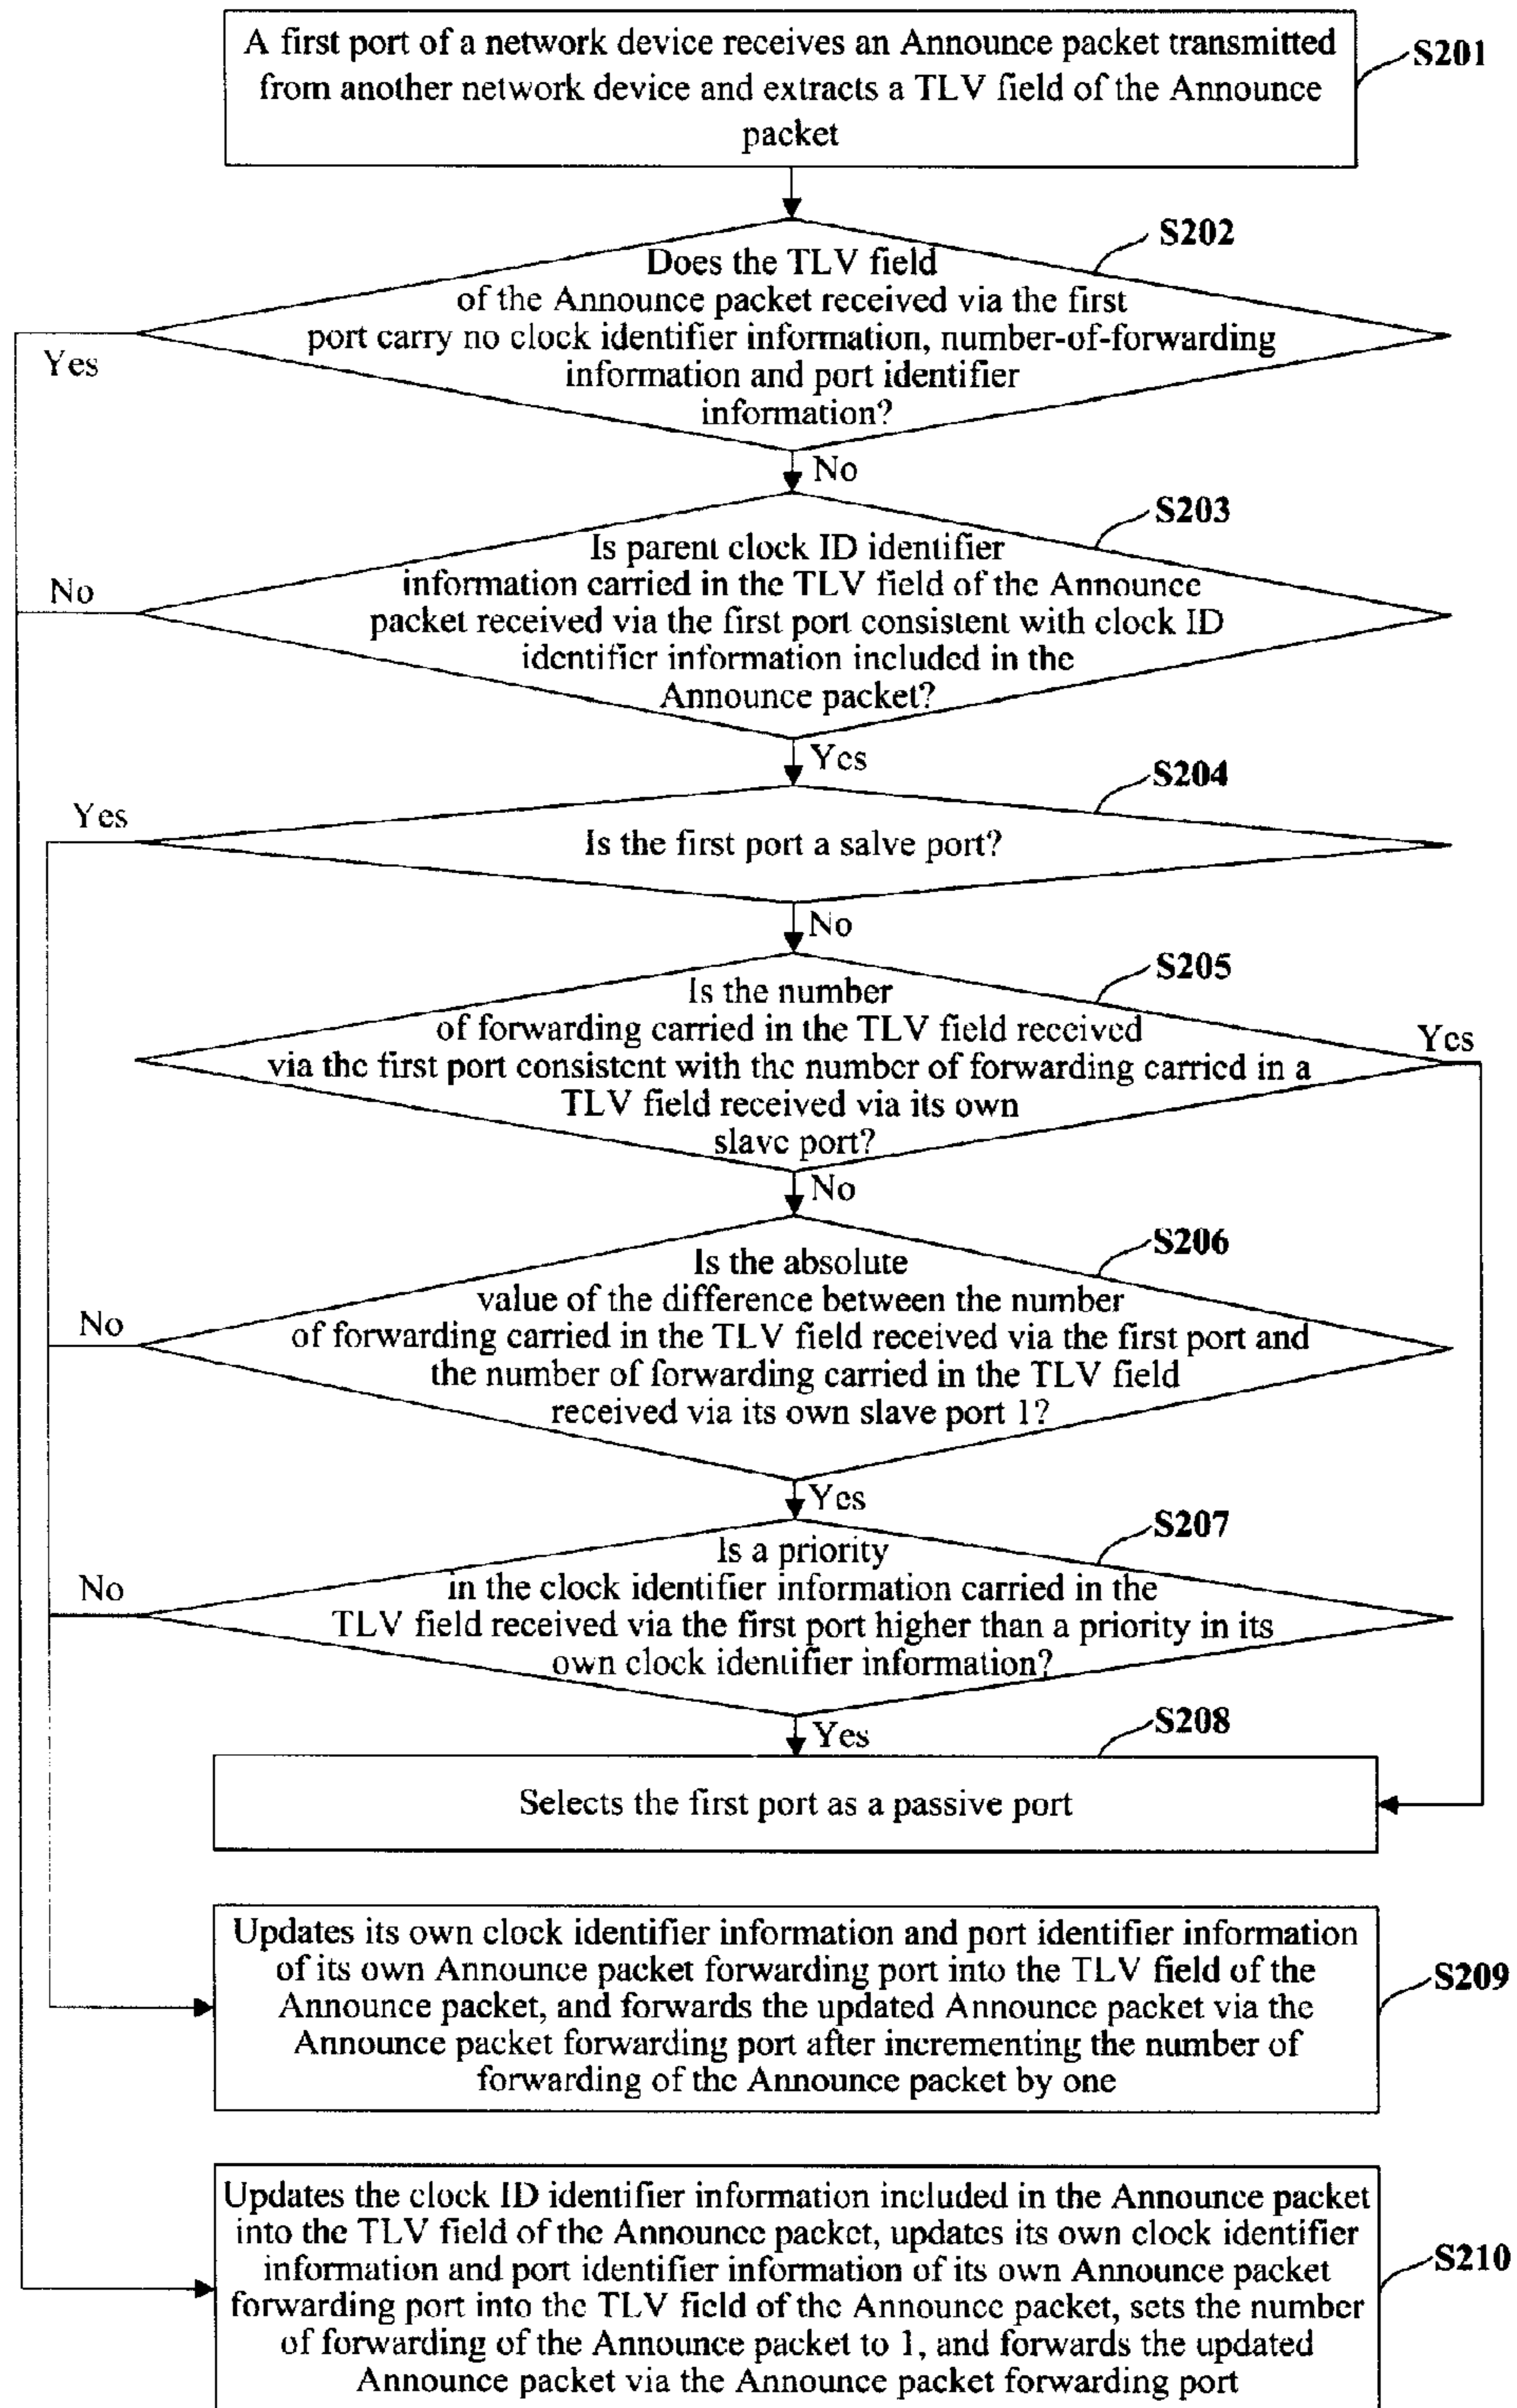 A first port of a network device receives an Announce packet transmitted
from another network device and extracts a TLV field of the Announce
packet
S201
S202
Does the TLV field
of the Announce packet received via the first
port carry no clock identifier information, number-of-forwarding
information and port identifier
information?
Yes
No
S203
Is parent clock ID identifier
information carried in the TLV field of the Announce
packet received via the first port consistent with clock ID
identifier information included in the
Announce packet?
No
Yes
S204
Is the first port a salve port?
Yes
No
S205
Is the number
of forwarding carried in the TLV field received
via the first port consistent with the number of forwarding carried in a
TLV field received via its own
slave port?
Yes
No
S206
Is the absolute
value of the difference between the number
of forwarding carried in the TLV field received via the first port and
the number of forwarding carried in the TLV field
received via its own slave port 1?
No
Yes
S207
Is a priority
in the clock identifier information carried in the
TLV field received via the first port higher than a priority in its
own clock identifier information?
No
Yes
S208
Selects the first port as a passive port
Updates its own clock identifier information and port identifier information
of its own Announce packet forwarding port into the TLV field of the
Announce packet, and forwards the updated Announce packet via the
Announce packet forwarding port after incrementing the number of
forwarding of the Announce packet by one
S209
Updates the clock ID identifier information included in the Announce packet
into the TLV field of the Announce packet, updates its own clock identifier
information and port identifier information of its own Announce packet
forwarding port into the TLV field of the Announce packet, sets the number
of forwarding of the Announce packet to 1, and forwards the updated
Announce packet via the Announce packet forwarding port
S210